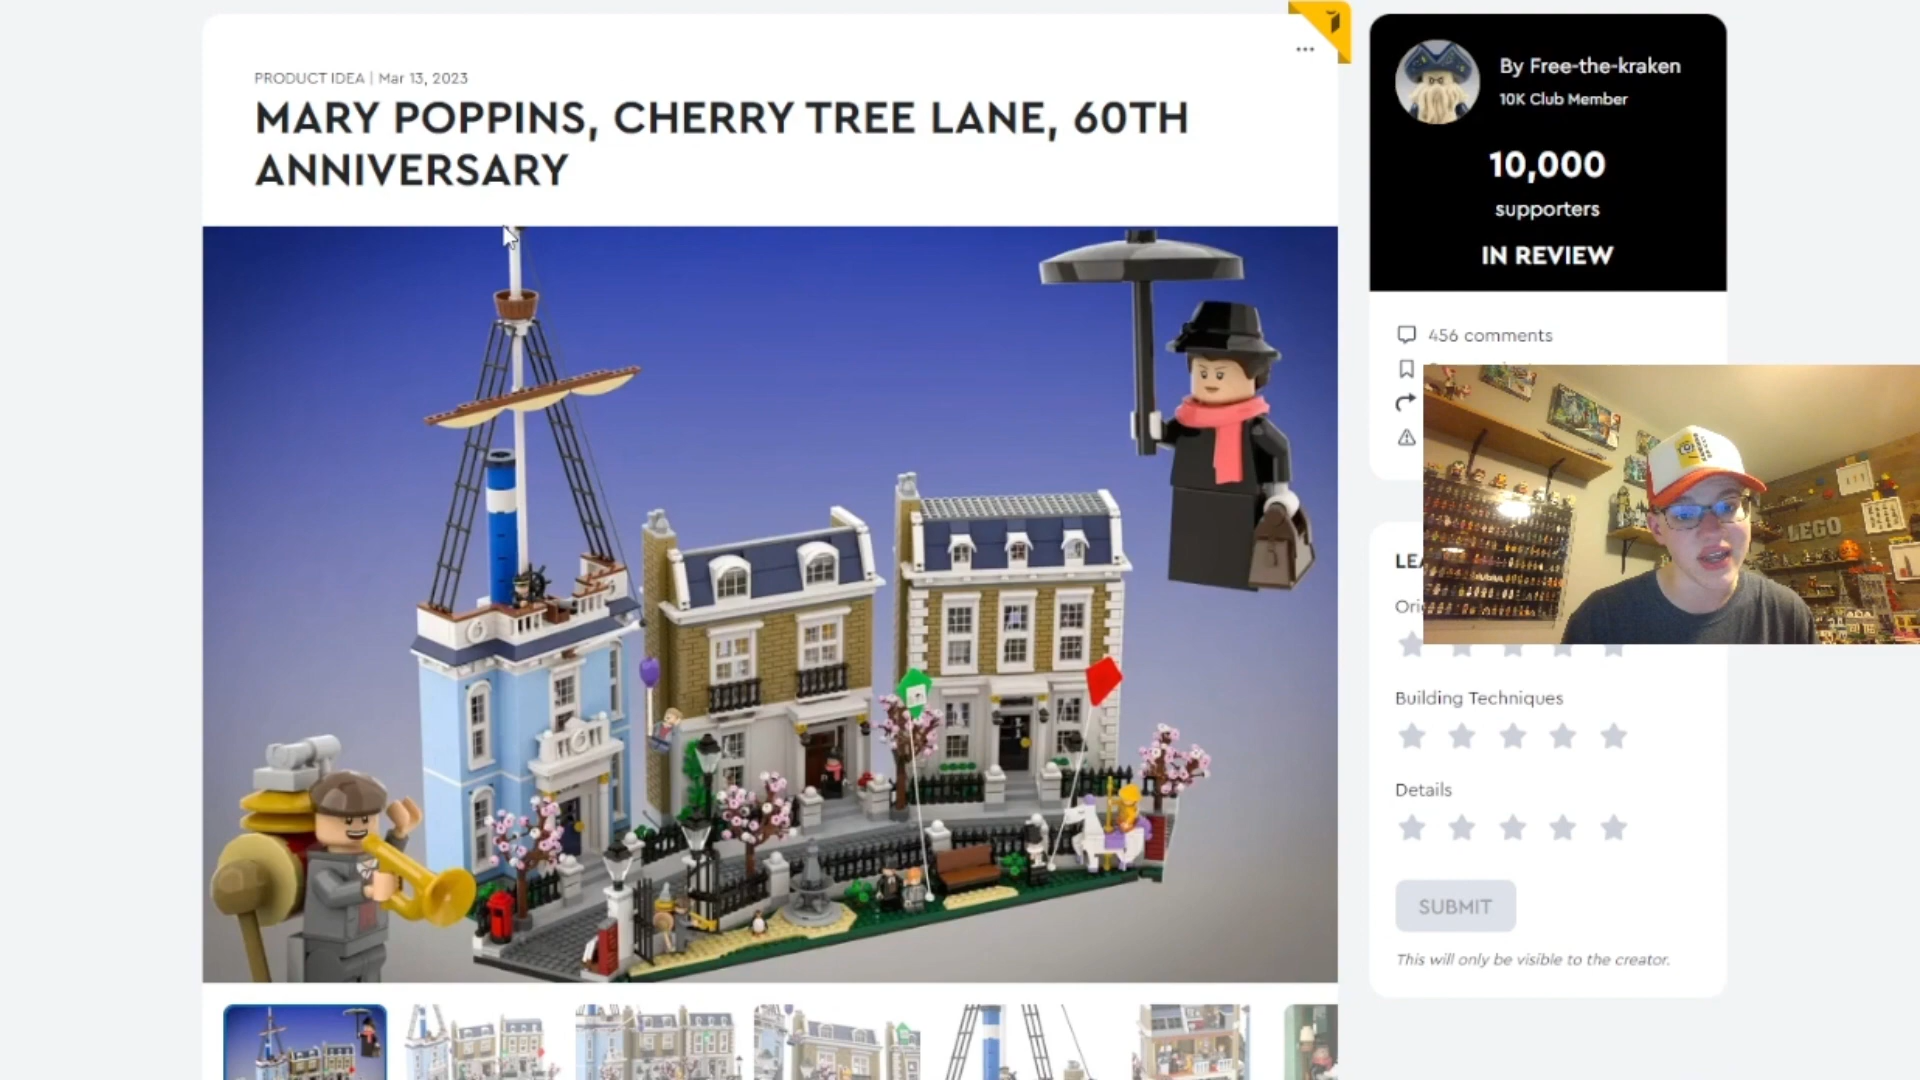 PRODUCT IDEA | Mar 13, 2023
MARY POPPINS, CHERRY TREE LANE, 60TH
ANNIVERSARY
By Free-the-kraken
10K Club Member
10,000
supporters
IN REVIEW
456 comments
LEGO
Building Techniques
Details
SUBMIT
This will only be visible to the creator.